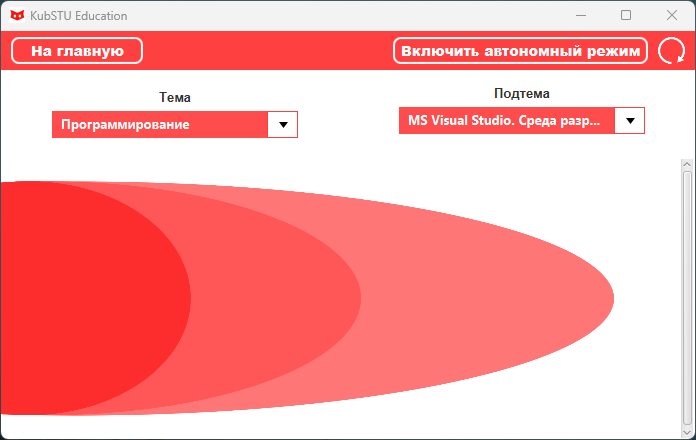 KubSTU Education
На главную
Включить автономный режим
Тема
Подтема
Программирование
MS Visual Studio. Среда разр...